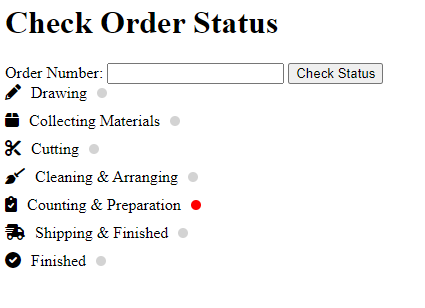 Check Order Status
Order Number: Check Status
Drawing
Collecting Materials
Cutting
Cleaning & Arranging
Counting & Preparation
Shipping & Finished
Finished